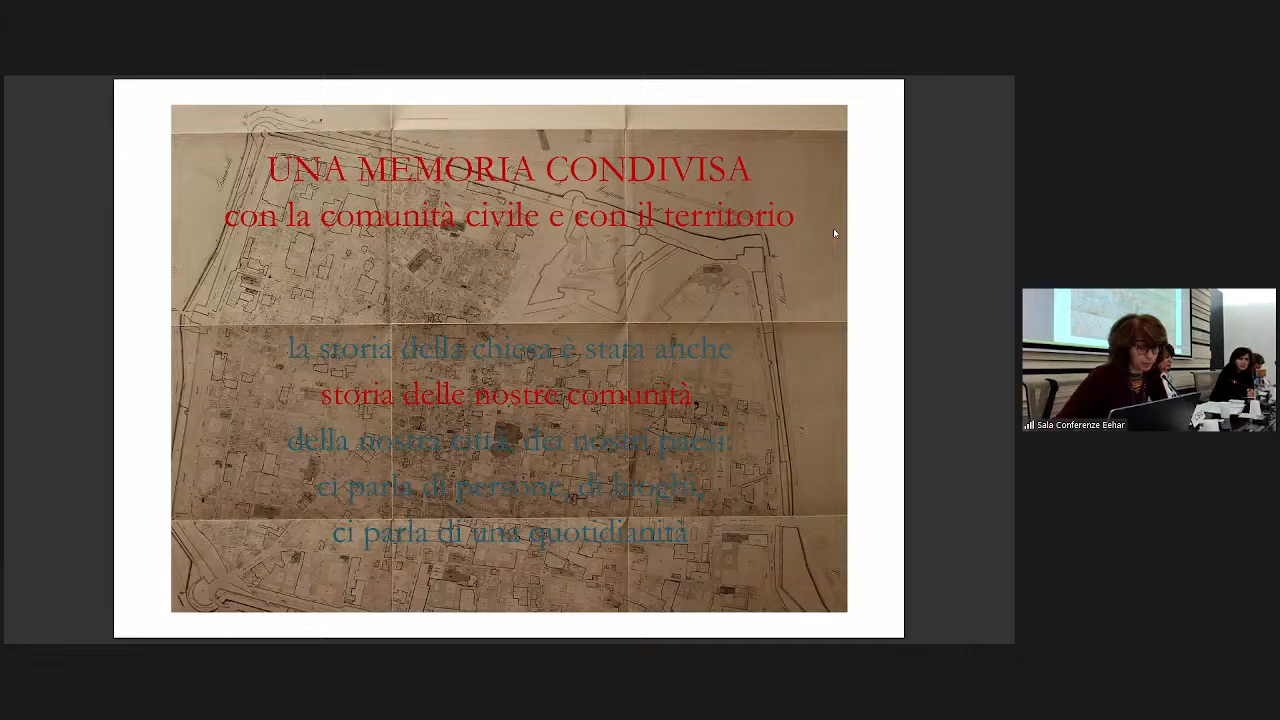 UNA MEMORIA CONDIVISA
con la comunità civile e con il territorio
la storia della chiesa è stata anche
storia delle nostre comunità,
della nostra città, dei nostri paesi:
ci parla di persone, di luoghi,
ci parla di una quotidianità
Sala Conferenze Eehar